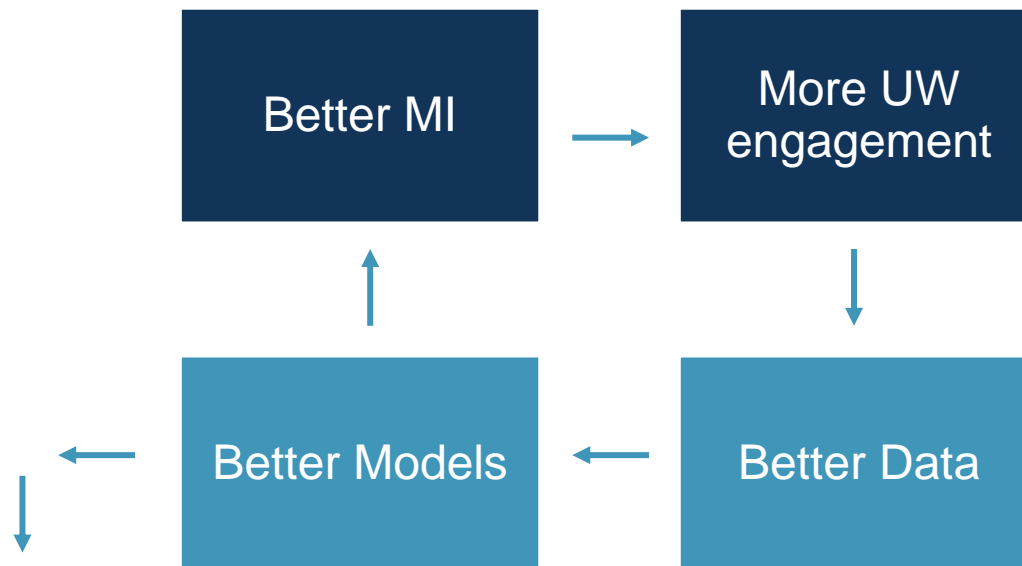 Better MI
More UW
engagement
Better Models
Better Data